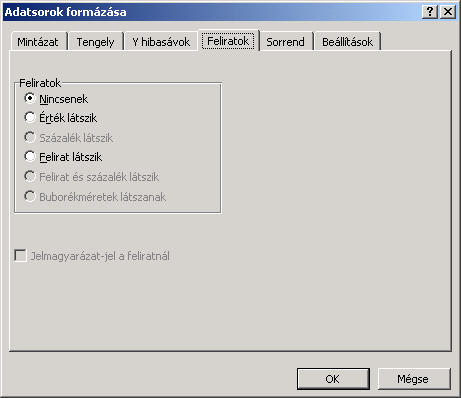 Adatsorok formázása
Mintázat Tengely Y hibasávok Feliratok Sorrend Beállítások
Feliratok
Nincsenek
Érték látszik
Százalék látszik
Felirat látszik
Felirat és százalék látszik
Buborékméretek látszanak
Jelmagyarázat-jel a feliratnál
OK Mégse